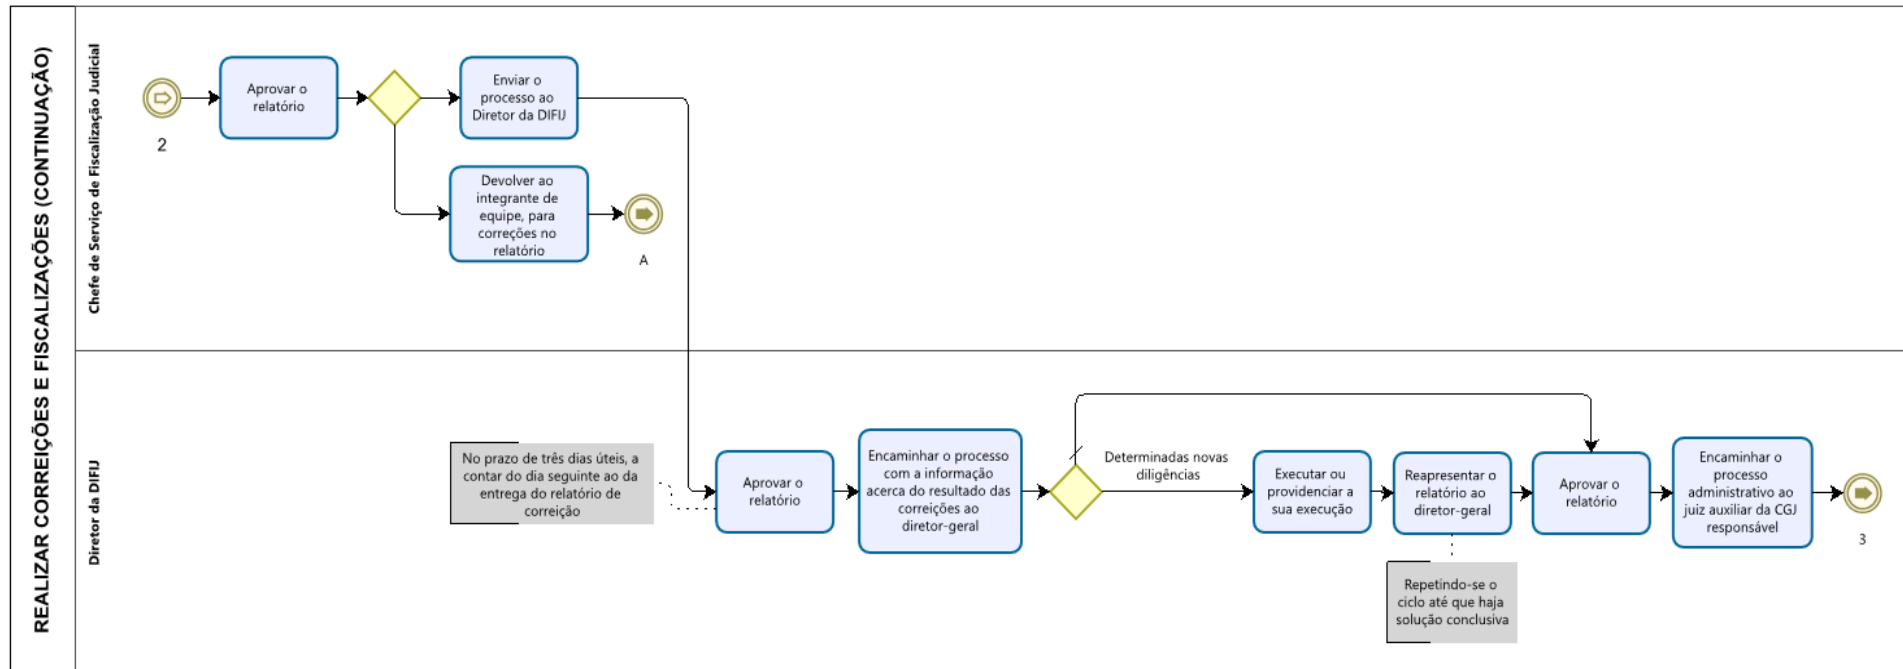 REALIZAR CORREIÇÕES E FISCALIZAÇÕES (CONTINUAÇÃO)
Chefe de Serviço de Fiscalização Judicial
2
Aprovar o
relatório
Enviar o
processo ao
Diretor da DIFIJ
Devolver ao
integrante de
equipe, para
correções no
relatório
A
Diretor da DIFIJ
No prazo de três dias úteis, a
contar do dia seguinte ao da
entrega do relatório de
correição
Aprovar o
relatório
Encaminhar o processo
com a informação
acerca do resultado das
correições ao
diretor-geral
Determinadas novas
diligências
Executar ou
providenciar a
sua execução
Reapresentar o
relatório ao
diretor-geral
Repetindo-se o
ciclo até que haja
solução conclusiva
Aprovar o
relatório
Encaminhar o
processo
administrativo ao
juiz auxiliar da CGJ
responsável
3